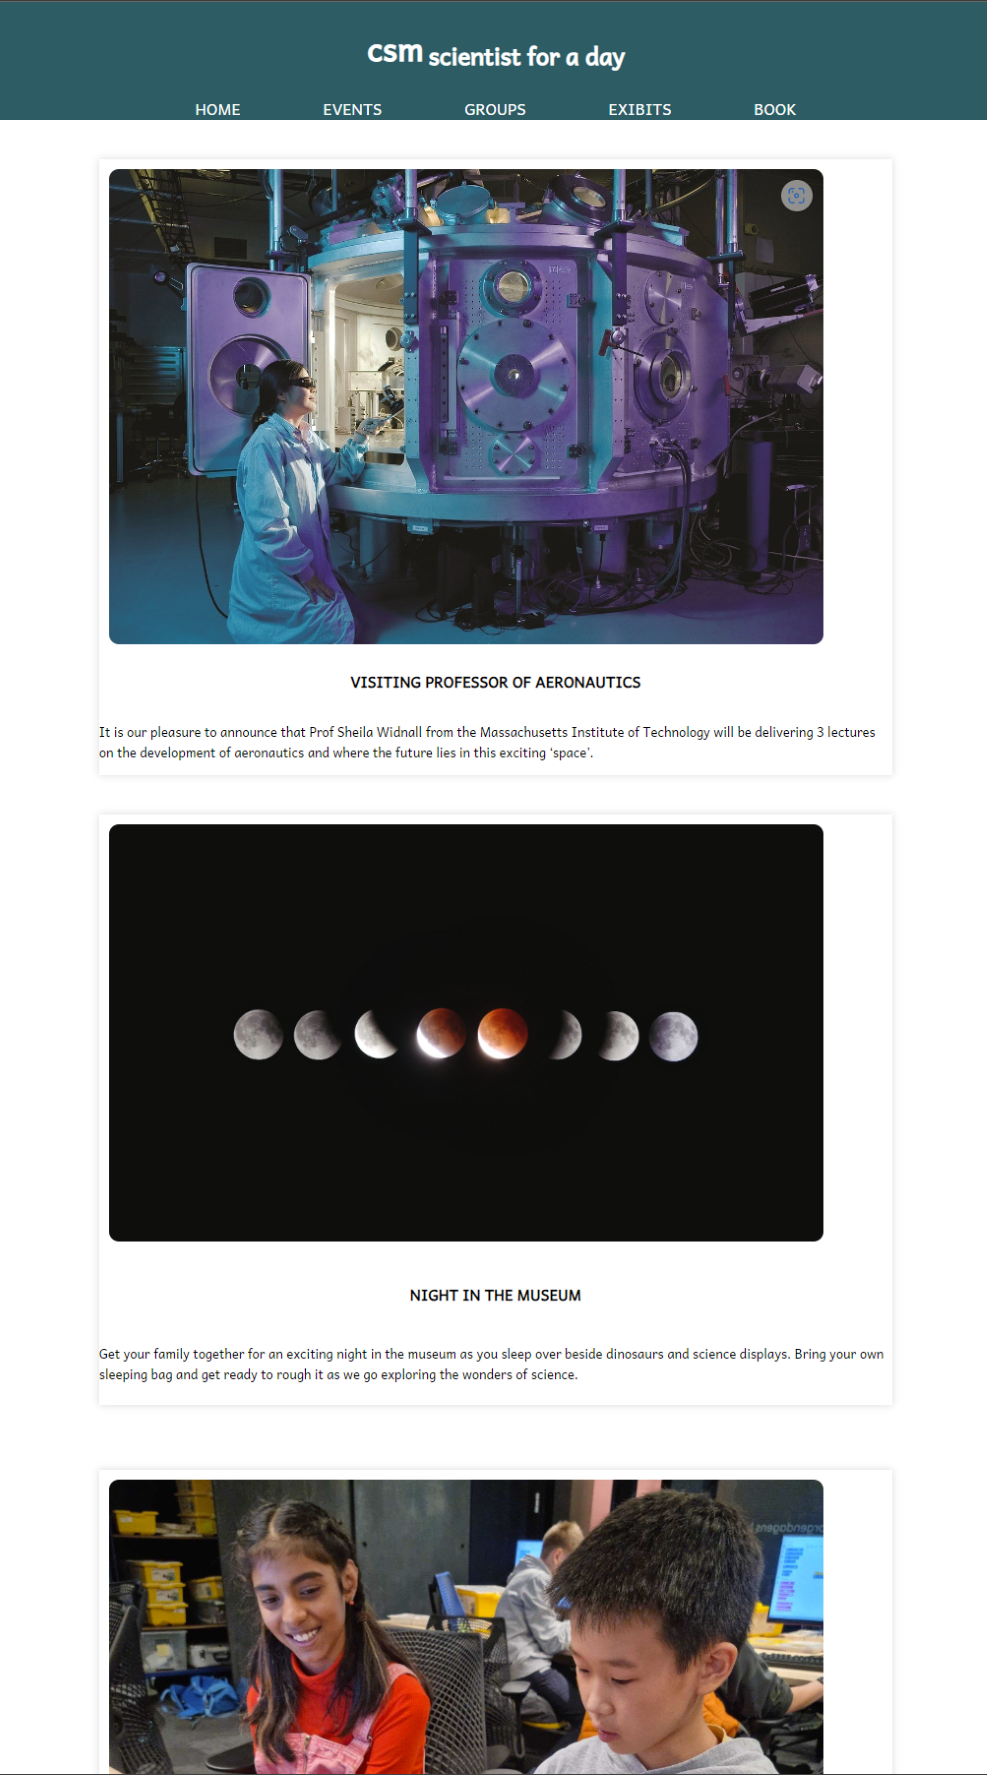 csm scientist for a day
HOME EVENTS GROUPS EXIBITS BOOK
VISITING PROFESSOR OF AERONAUTICS
It is our pleasure to announce that Prof Sheila Widnall from the Massachusetts Institute of Technology will be delivering 3 lectures
on the development of aeronautics and where the future lies in this exciting ‘space’.
NIGHT IN THE MUSEUM
Get your family together for an exciting night in the museum as you sleep over beside dinosaurs and science displays. Bring your own
sleeping bag and get ready to rough it as we go exploring the wonders of science.